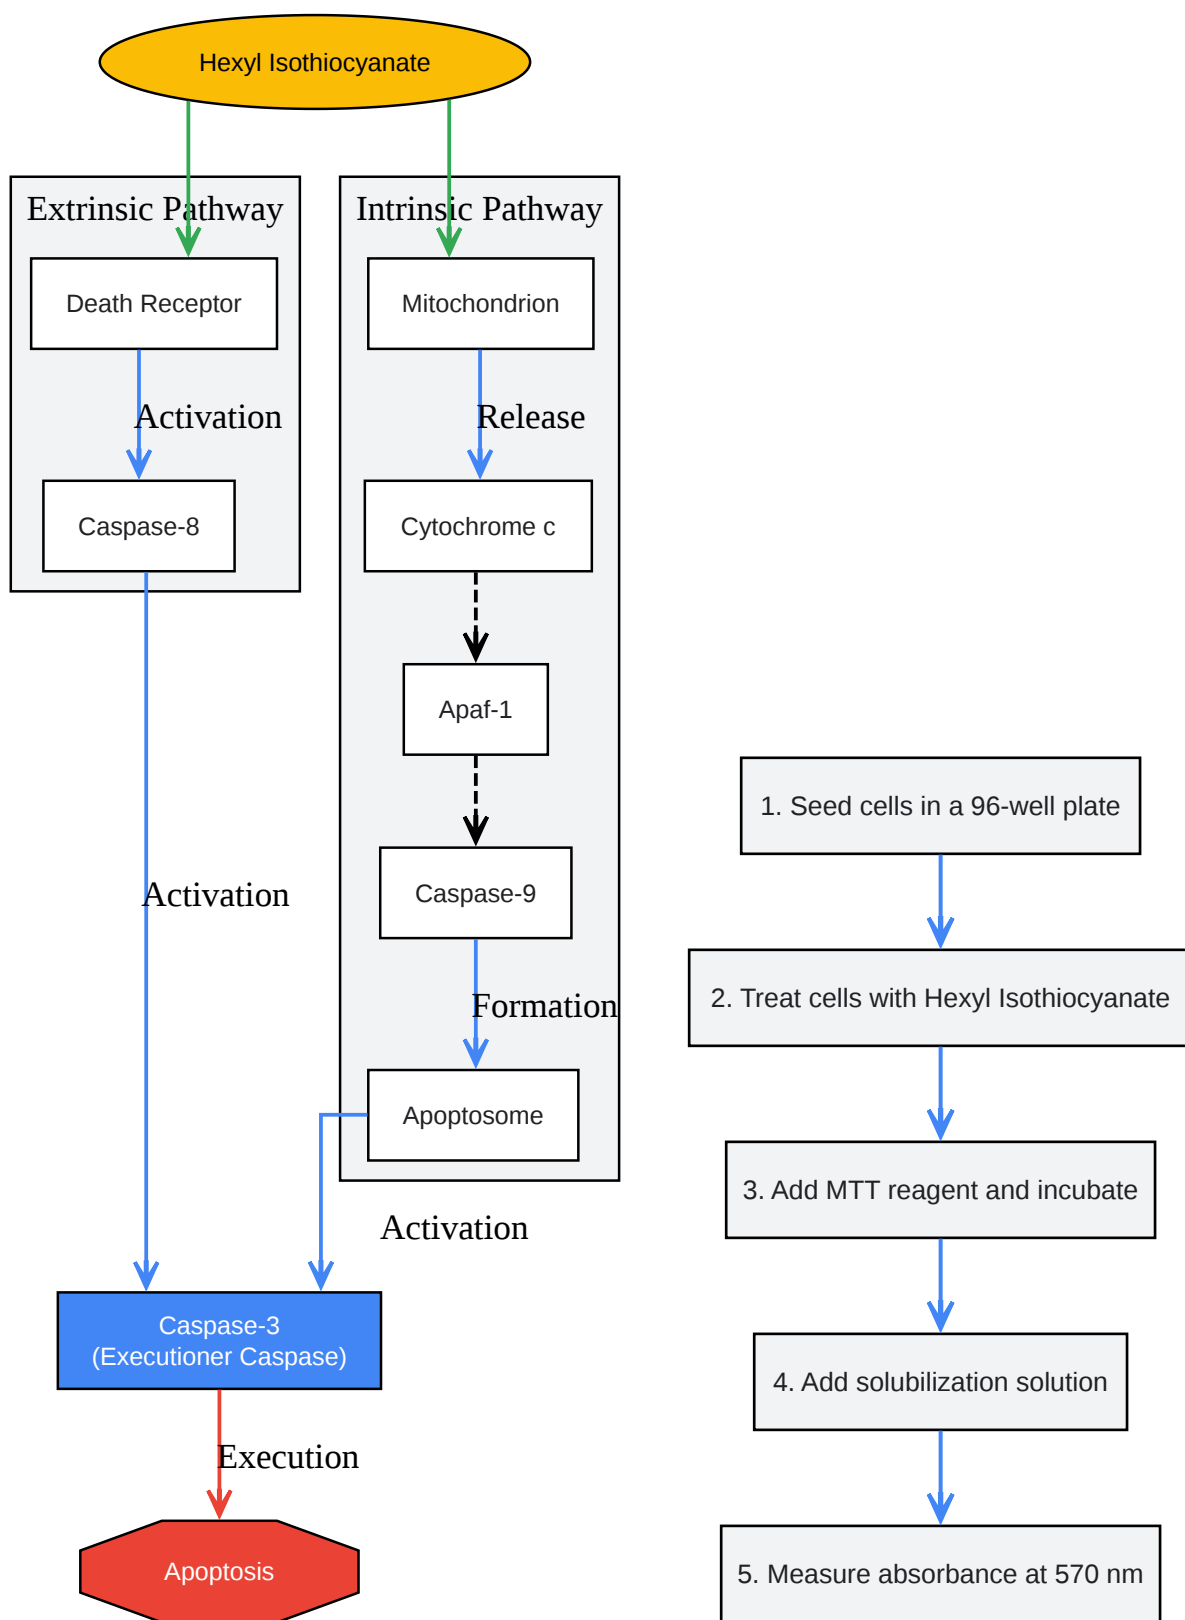 Hexyl Isothiocyanate
Extrinsic Pathway
Death Receptor
Activation
Caspase-8
Activation
Intrinsic Pathway
Mitochondrion
Release
Cytochrome c
Apaf-1
Caspase-9
Formation
Apoptosome
Activation
Caspase-3
(Executioner Caspase)
Execution
Apoptosis
1. Seed cells in a 96-well plate
2. Treat cells with Hexyl Isothiocyanate
3. Add MTT reagent and incubate
4. Add solubilization solution
5. Measure absorbance at 570 nm